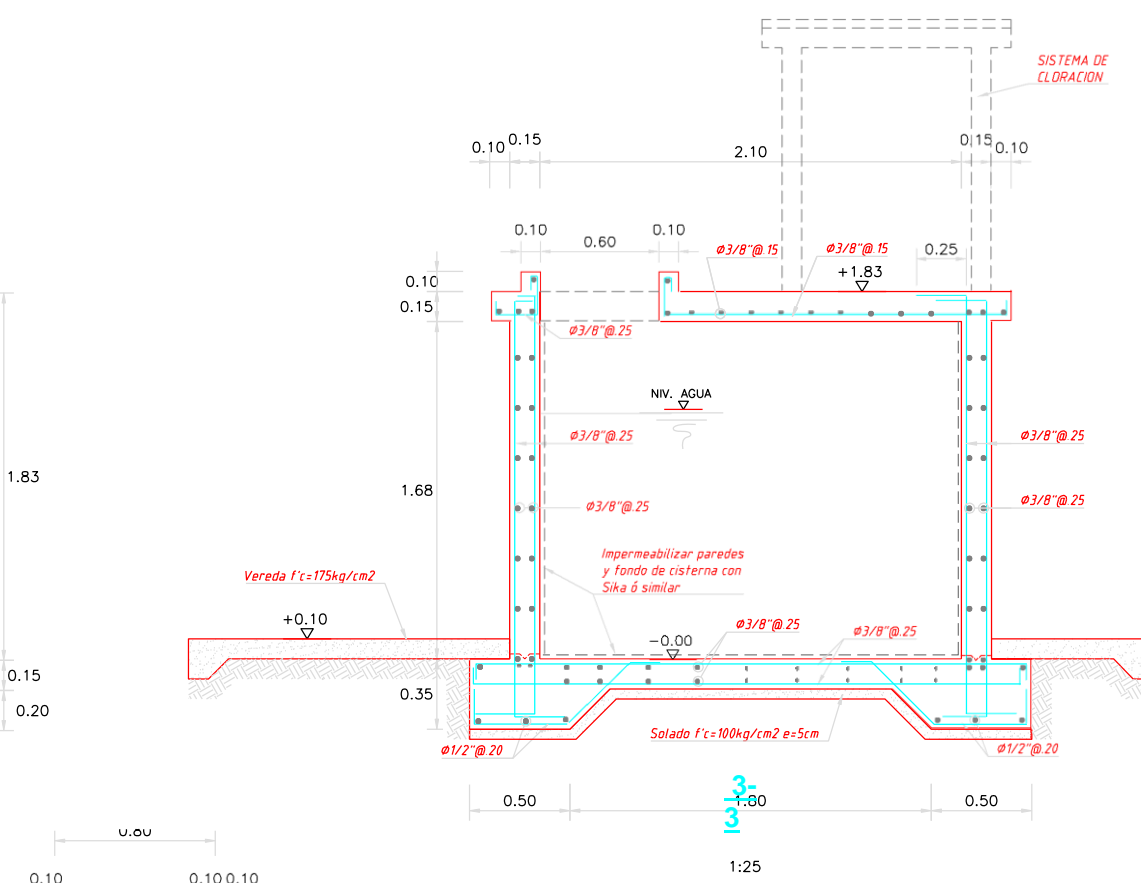 SISTEMA DE
CLORACION
0.10 0.15 2.10 0.15 0.10
0.10 0.60 0.10
Ø3/8"@.15 Ø3/8"@.15 0.25
+1.83
0.10
0.15
Ø3/8"@.25
NIV. AGUA
Ø3/8"@.25 Ø3/8"@.25
1.83 1.68
Ø3/8"@.25 Ø3/8"@.25
Impermeabilizar paredes
y fondo de cisterna con
Sika ó similar
Vereda f'c=175kg/cm2
+0.10 Ø3/8"@.25 Ø3/8"@.25
-0.00
0.15 0.35
0.20
Solado f'c=100kg/cm2 e=5cm
Ø1/2"@.20 Ø1/2"@.20
3-
0.50 1.80 0.50
3
0.80
1:25
0.10 0.10 0.10